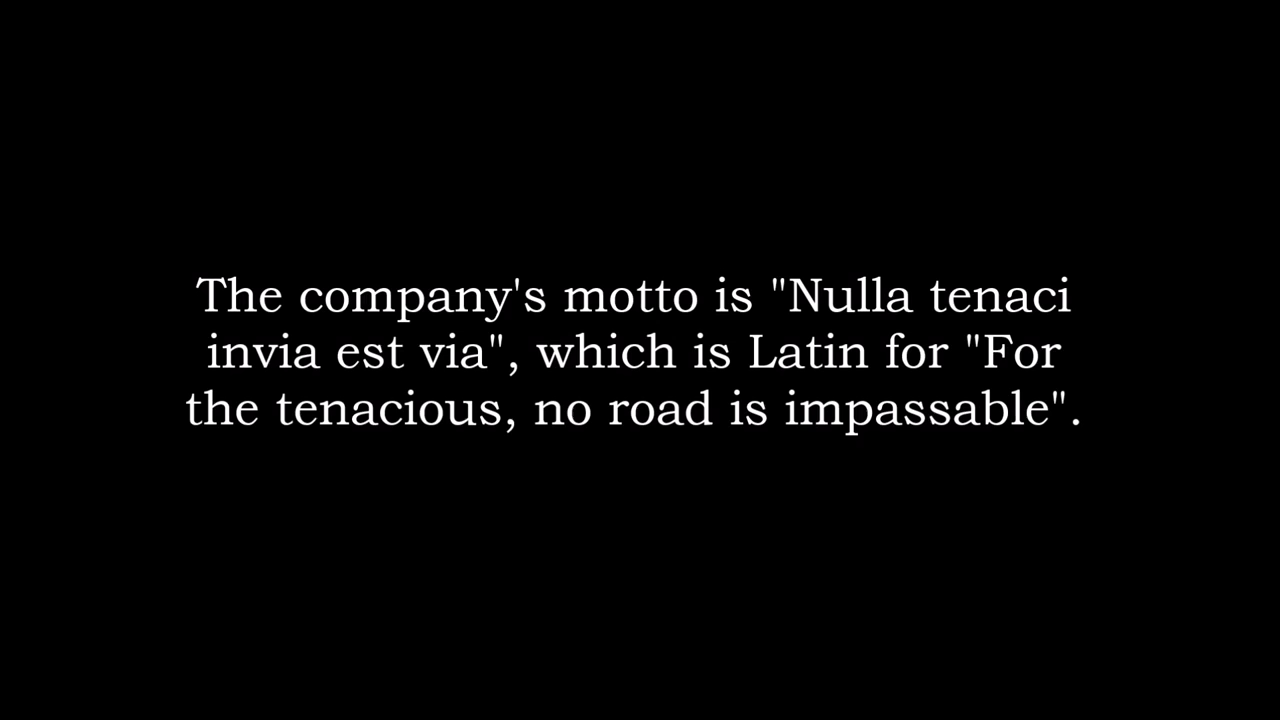 The company's motto is "Nulla tenaci
invia est via", which is Latin for "For
the tenacious, no road is impassable".